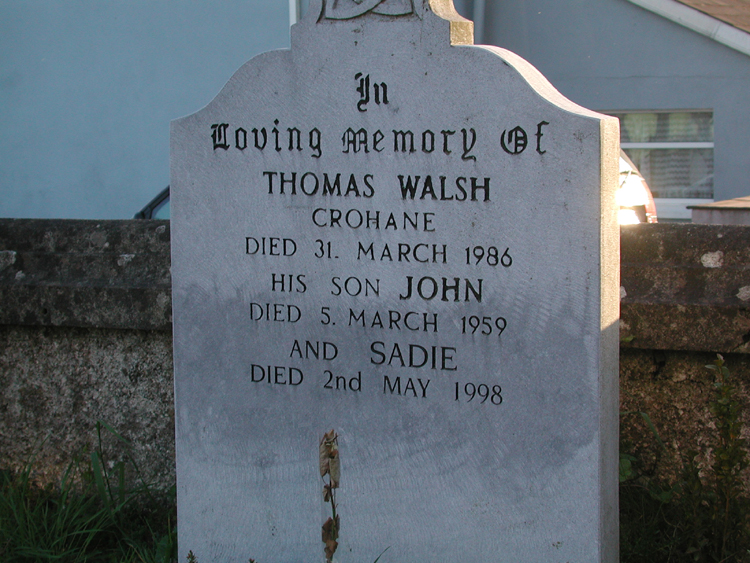 In
Loving Memory Of
THOMAS WALSH
CROHANE
DIED 31. MARCH 1986
HIS SON JOHN
DIED 5. MARCH 1959
AND SADIE
DIED 2nd MAY 1998